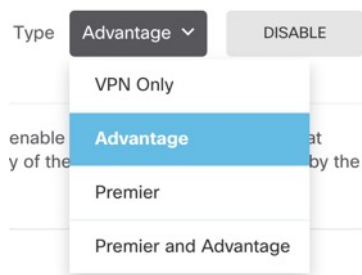 Type Advantage DISABLE
VPN Only
enable Advantage at
y of the by the
Premier
Premier and Advantage